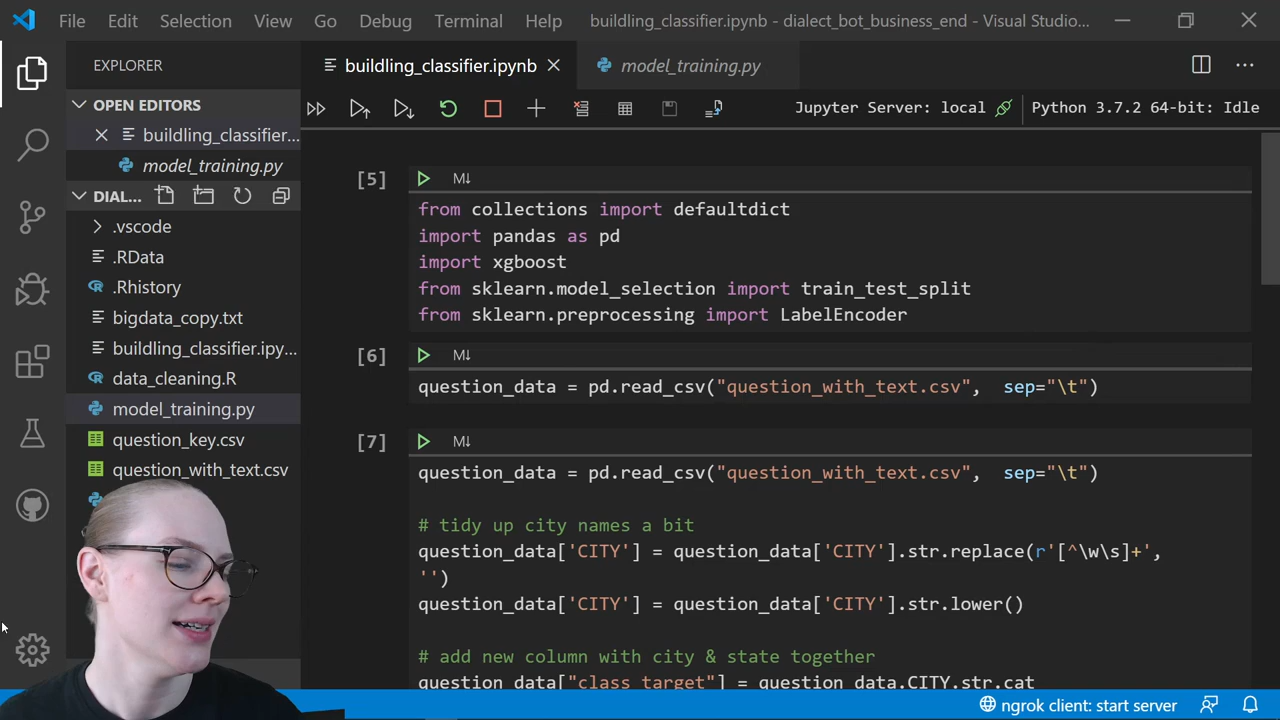 File Edit Selection View Go Debug Terminal Help buildling_classifier.ipynb - dialect_bot_business_end - Visual Studio...
EXPLORER
OPEN EDITORS
buildling_classifier...
model_training.py
DIAL...
.vscode
.RData
.Rhistory
bigdata_copy.txt
buildling_classifier.ipy...
data_cleaning.R
model_training.py
question_key.csv
question_with_text.csv
buildling_classifier.ipynb
model_training.py
Jupyter Server: local
Python 3.7.2 64-bit: Idle
[5]
M↓
from collections import defaultdict
import pandas as pd
import xgboost
from sklearn.model_selection import train_test_split
from sklearn.preprocessing import LabelEncoder
[6]
M↓
question_data = pd.read_csv("question_with_text.csv", sep="\t")
[7]
M↓
question_data = pd.read_csv("question_with_text.csv", sep="\t")
# tidy up city names a bit
question_data['CITY'] = question_data['CITY'].str.replace(r'[^\w\s]+',
'')
question_data['CITY'] = question_data['CITY'].str.lower()
# add new column with city & state together
question_data["class_target"] = question_data.CITY.str.cat
ngrok client: start server